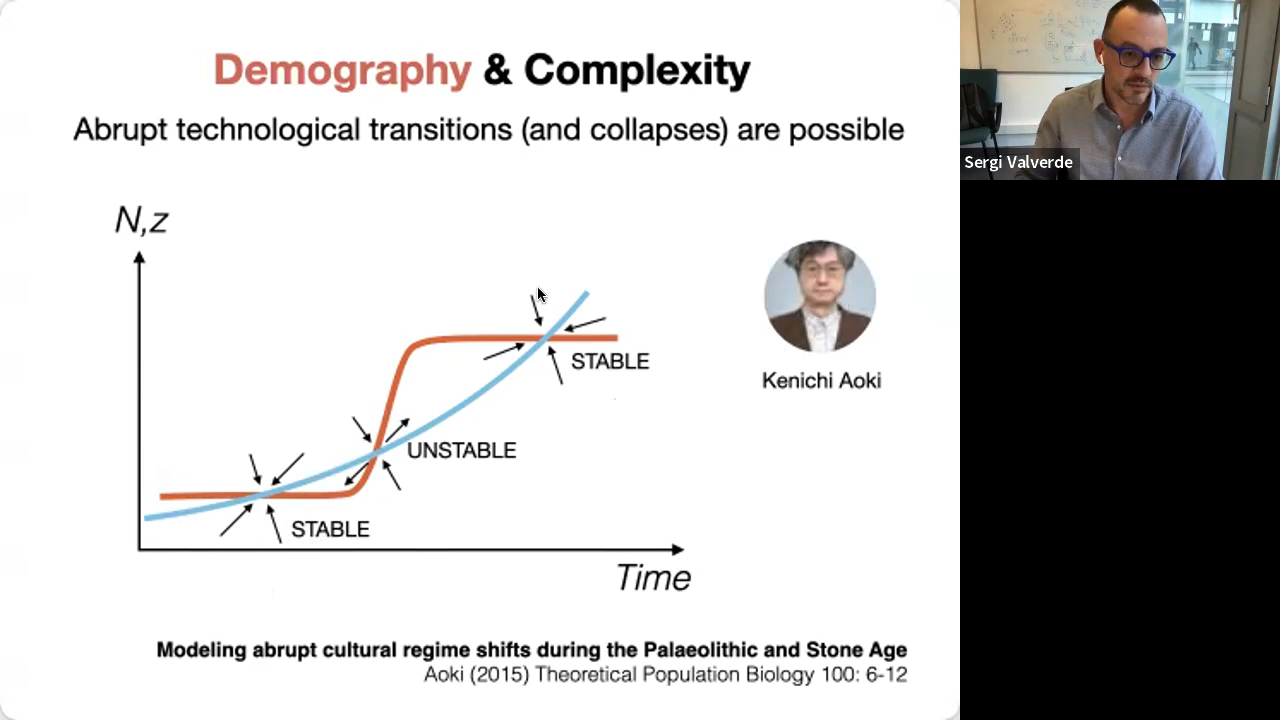 Demography & Complexity
Abrupt technological transitions (and collapses) are possible
N,z
STABLE
UNSTABLE
STABLE
Time
Kenichi Aoki
Modeling abrupt cultural regime shifts during the Palaeolithic and Stone Age
Aoki (2015) Theoretical Population Biology 100: 6-12
Sergi Valverde